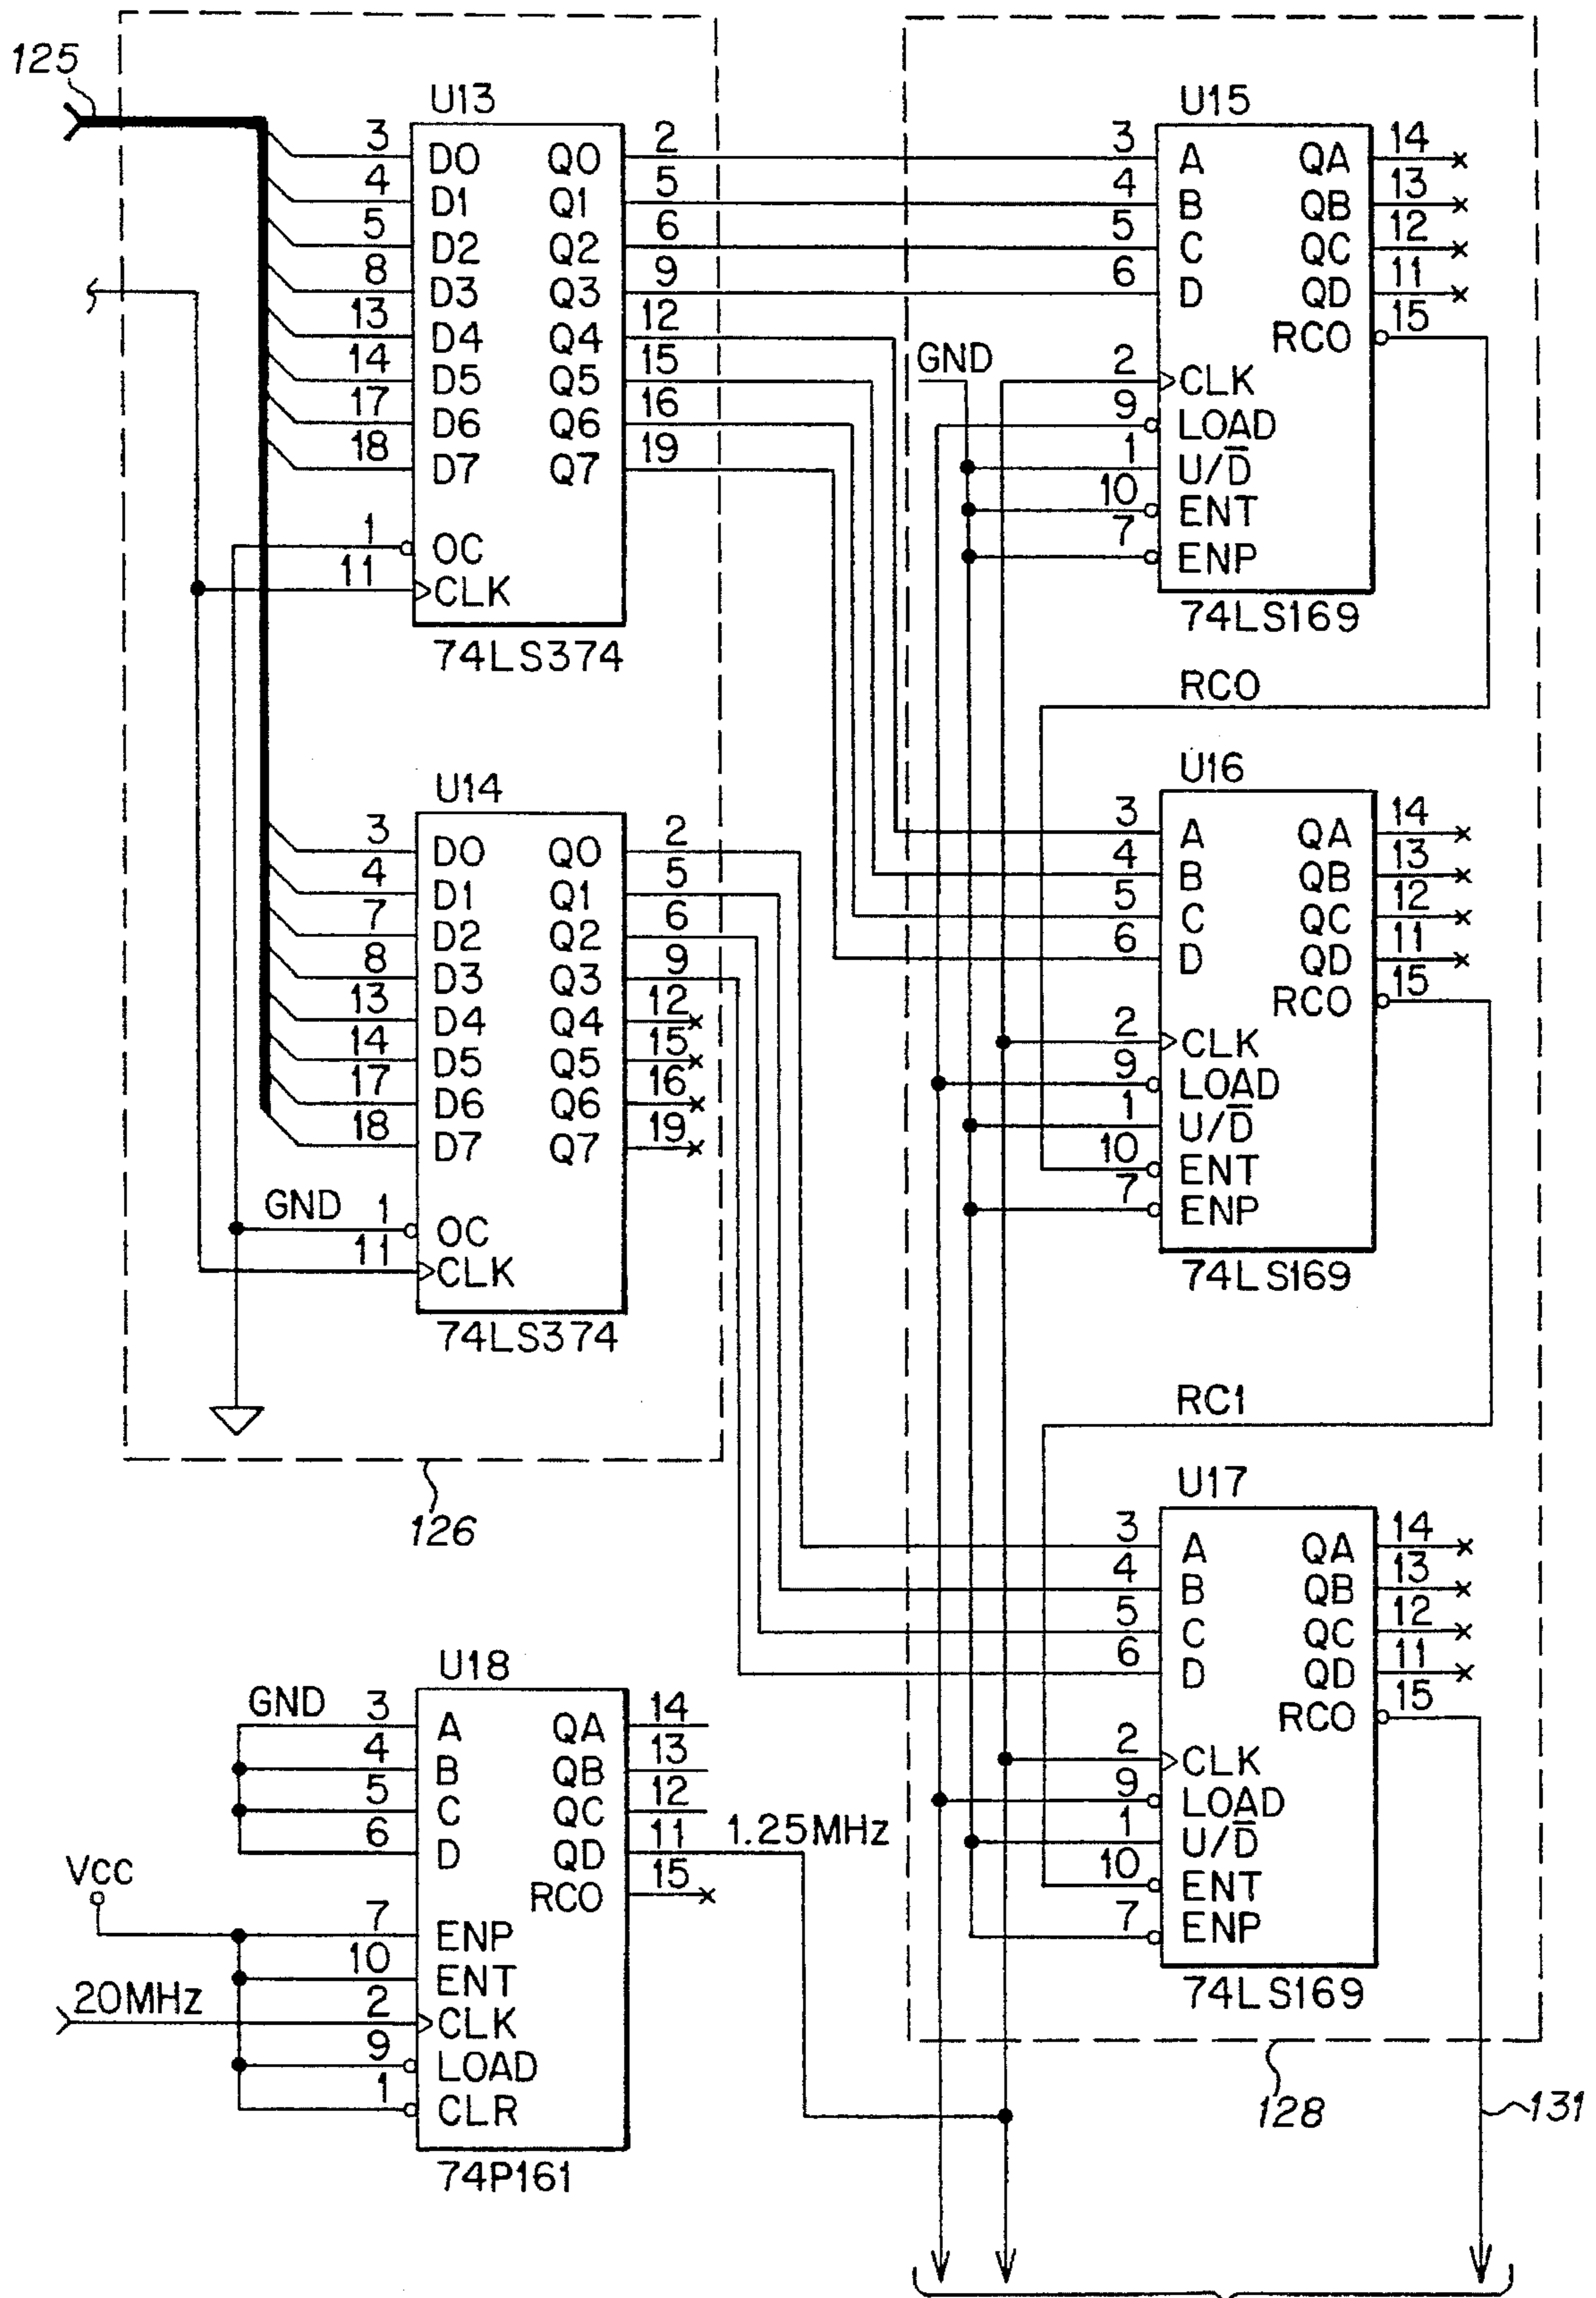 125
U13
3 D0 Q0 2
4 D1 Q1 5
5 D2 Q2 6
8 D3 Q3 9
13 D4 Q4 12
14 D5 Q5 15
17 D6 Q6 16
18 D7 Q7 19
1 OC
11 CLK
74LS374
U14
3 D0 Q0 2
4 D1 Q1 5
7 D2 Q2 6
8 D3 Q3 9
13 D4 Q4 12
14 D5 Q5 15
17 D6 Q6 16
18 D7 Q7 19
GND 1 OC
11 CLK
74LS374
126
U18
GND 3 A QA 14
4 B QB 13
5 C QC 12
6 D QD 11 1.25MHz
RCO 15
VCC
7 ENP
10 ENT
20MHz 2 CLK
9 LOAD
1 CLR
74P161
U15
3 A QA 14
4 B QB 13
5 C QC 12
6 D QD 11
RCO 15
GND
2 CLK
9 LOAD
1 U/D̅
10 ENT
7 ENP
74LS169
RCO
U16
3 A QA 14
4 B QB 13
5 C QC 12
6 D QD 11
RCO 15
2 CLK
9 LOAD
1 U/D̅
10 ENT
7 ENP
74LS169
RC1
U17
3 A QA 14
4 B QB 13
5 C QC 12
6 D QD 11
RCO 15
2 CLK
9 LOAD
1 U/D̅
10 ENT
7 ENP
74LS169
128
131